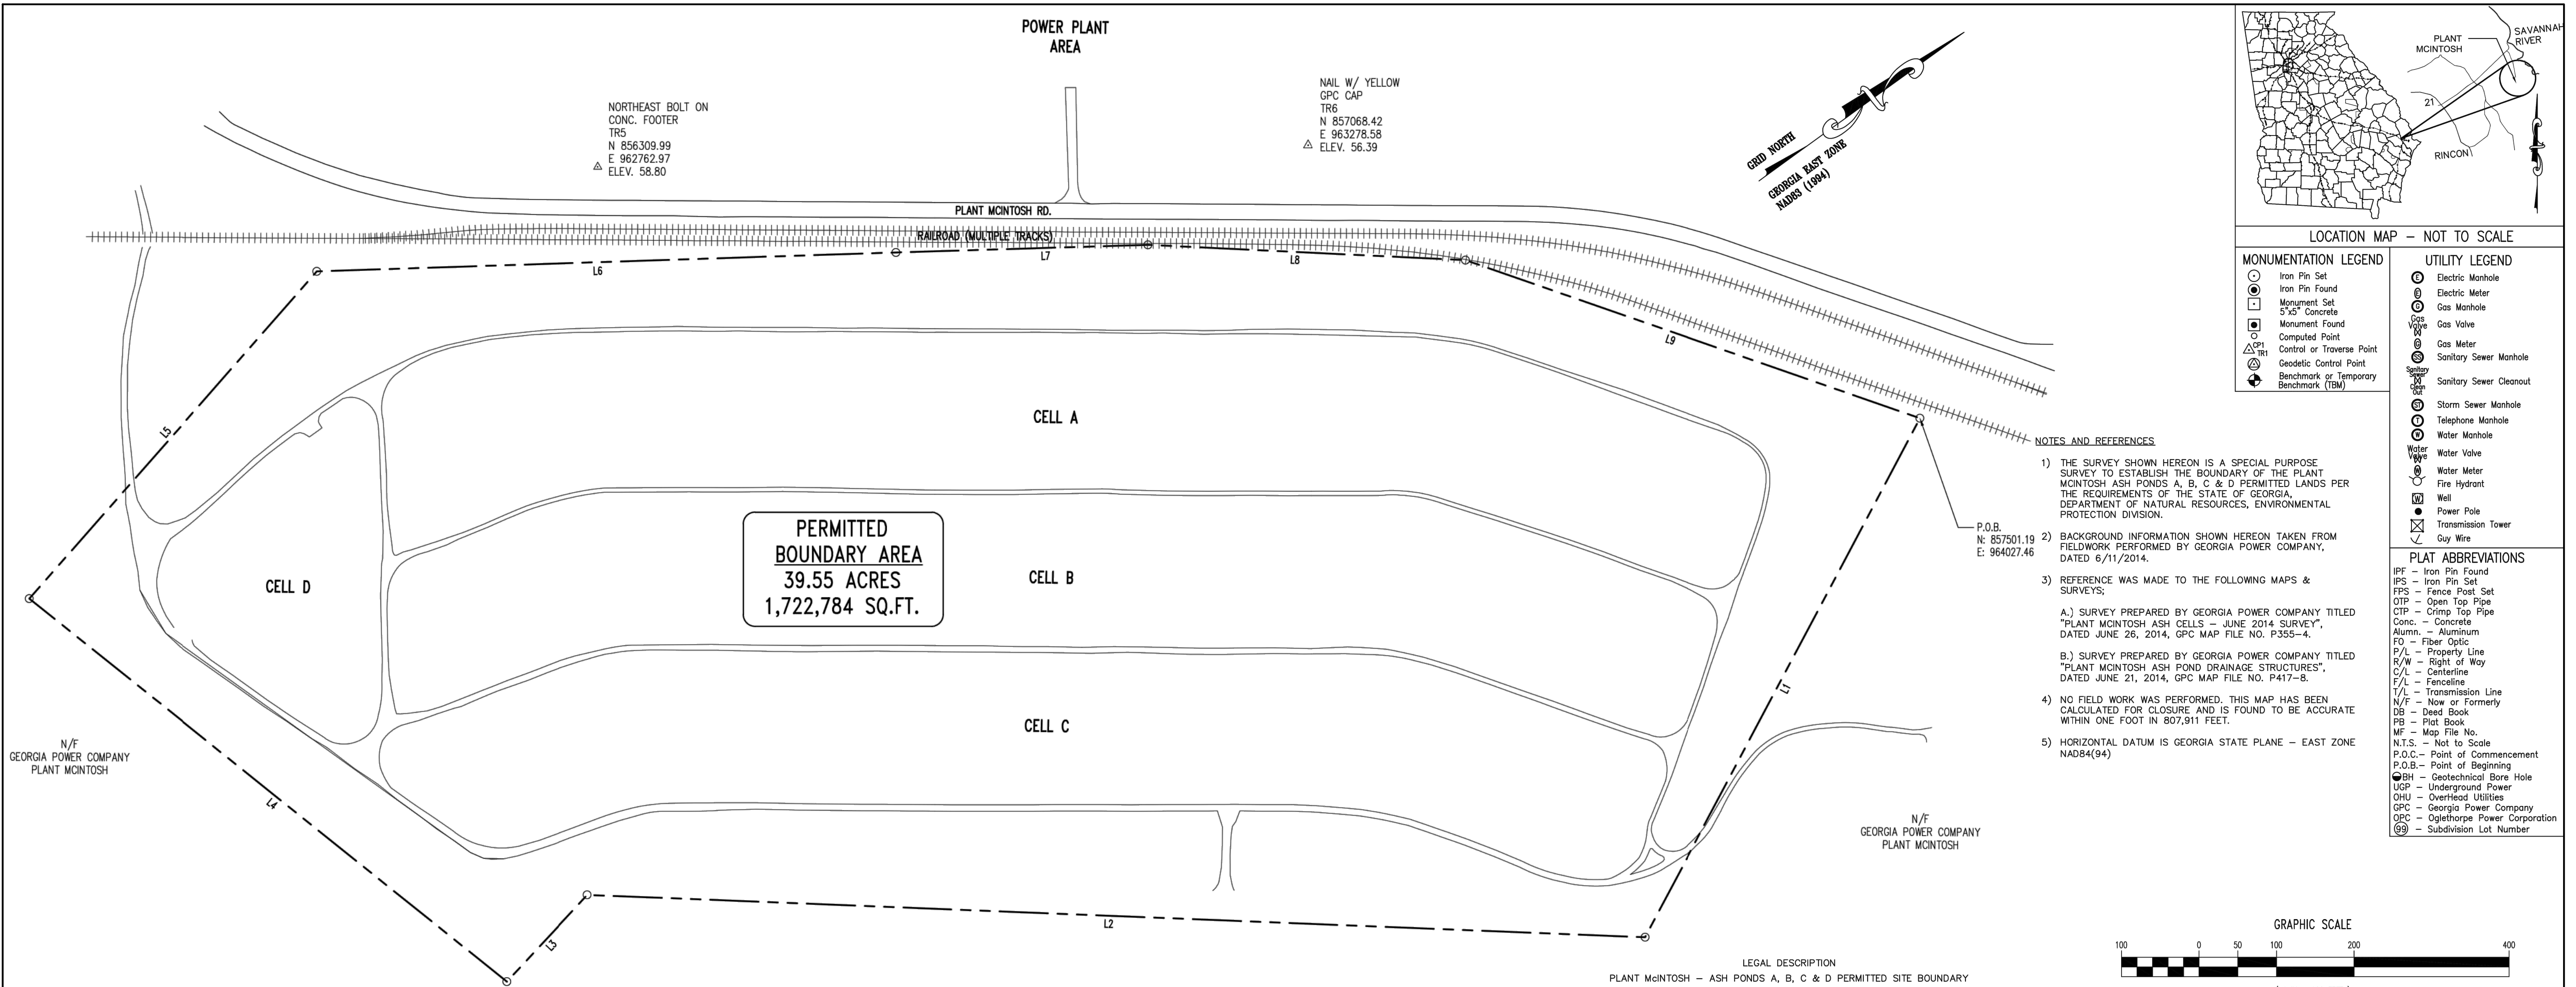 POWER PLANT
AREA
NORTHEAST BOLT ON
CONC. FOOTER
TR5
N 856309.99
E 962762.97
ELEV. 58.80
NAIL W/ YELLOW
GPC CAP
TR6
N 857068.42
E 963278.58
ELEV. 56.39
GRID NORTH
GEORGIA EAST ZONE
NAD83 (1994)
PLANT MCINTOSH RD.
RAILROAD (MULTIPLE TRACKS)
L6
L7
L8
L9
L5
CELL A
PERMITTED
BOUNDARY AREA
39.55 ACRES
1,722,784 SQ.FT.
CELL D
CELL B
CELL C
L1
L4
L3
L2
P.O.B.
N: 857501.19
E: 964027.46
N/F
GEORGIA POWER COMPANY
PLANT MCINTOSH
N/F
GEORGIA POWER COMPANY
PLANT MCINTOSH
LEGAL DESCRIPTION
PLANT McINTOSH – ASH PONDS A, B, C & D PERMITTED SITE BOUNDARY
NOTES AND REFERENCES
1) THE SURVEY SHOWN HEREON IS A SPECIAL PURPOSE
SURVEY TO ESTABLISH THE BOUNDARY OF THE PLANT
MCINTOSH ASH PONDS A, B, C & D PERMITTED LANDS PER
THE REQUIREMENTS OF THE STATE OF GEORGIA,
DEPARTMENT OF NATURAL RESOURCES, ENVIRONMENTAL
PROTECTION DIVISION.
2) BACKGROUND INFORMATION SHOWN HEREON TAKEN FROM
FIELDWORK PERFORMED BY GEORGIA POWER COMPANY,
DATED 6/11/2014.
3) REFERENCE WAS MADE TO THE FOLLOWING MAPS &
SURVEYS;
A.) SURVEY PREPARED BY GEORGIA POWER COMPANY TITLED
"PLANT MCINTOSH ASH CELLS – JUNE 2014 SURVEY",
DATED JUNE 26, 2014, GPC MAP FILE NO. P355-4.
B.) SURVEY PREPARED BY GEORGIA POWER COMPANY TITLED
"PLANT MCINTOSH ASH POND DRAINAGE STRUCTURES",
DATED JUNE 21, 2014, GPC MAP FILE NO. P417-8.
4) NO FIELD WORK WAS PERFORMED. THIS MAP HAS BEEN
CALCULATED FOR CLOSURE AND IS FOUND TO BE ACCURATE
WITHIN ONE FOOT IN 807,911 FEET.
5) HORIZONTAL DATUM IS GEORGIA STATE PLANE – EAST ZONE
NAD84(94)
GRAPHIC SCALE
100 0 50 100 200 400
PLANT
MCINTOSH
SAVANNAH
RIVER
21
RINCON
LOCATION MAP – NOT TO SCALE
MONUMENTATION LEGEND
Iron Pin Set
Iron Pin Found
Monument Set
5"x5" Concrete
Monument Found
Computed Point
CP1
TR1 Control or Traverse Point
Geodetic Control Point
Benchmark or Temporary
Benchmark (TBM)
UTILITY LEGEND
E Electric Manhole
E Electric Meter
G Gas Manhole
Gas
Valve Gas Valve
G Gas Meter
SS Sanitary Sewer Manhole
Sanitary
Sewer
Clean
Out Sanitary Sewer Cleanout
ST Storm Sewer Manhole
T Telephone Manhole
W Water Manhole
Water
Valve Water Valve
W Water Meter
Fire Hydrant
W Well
Power Pole
Transmission Tower
Guy Wire
PLAT ABBREVIATIONS
IPF – Iron Pin Found
IPS – Iron Pin Set
FPS – Fence Post Set
OTP – Open Top Pipe
CTP – Crimp Top Pipe
Conc. – Concrete
Alumn. – Aluminum
FO – Fiber Optic
P/L – Property Line
R/W – Right of Way
C/L – Centerline
F/L – Fenceline
T/L – Transmission Line
N/F – Now or Formerly
DB – Deed Book
PB – Plat Book
MF – Map File No.
N.T.S. – Not to Scale
P.O.C.– Point of Commencement
P.O.B.– Point of Beginning
BH – Geotechnical Bore Hole
UGP – Underground Power
OHU – OverHead Utilities
GPC – Georgia Power Company
OPC – Oglethorpe Power Corporation
99 – Subdivision Lot Number